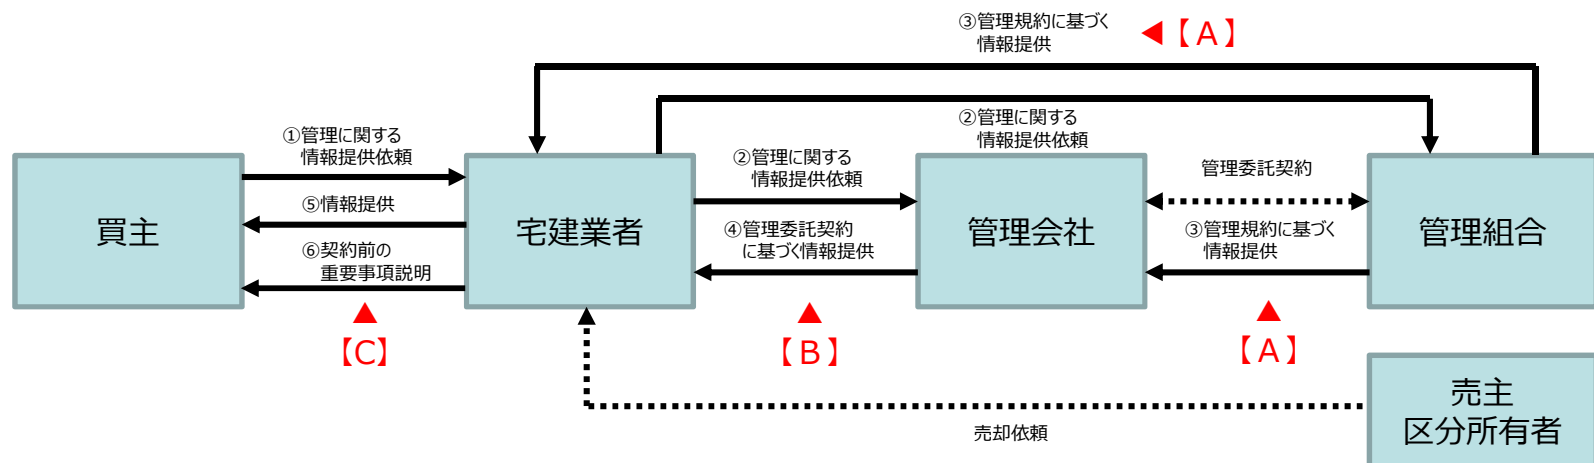 ③管理規約に基づく
情報提供
◀【A】
②管理に関する
情報提供依頼
①管理に関する
情報提供依頼
②管理に関する
情報提供依頼
管理委託契約
買主
⑤情報提供
宅建業者
④管理委託契約
に基づく情報提供
管理会社
③管理規約に基づく
情報提供
管理組合
⑥契約前の
重要事項説明
▲
【C】
▲
【B】
▲
【A】
売却依頼
売主
区分所有者